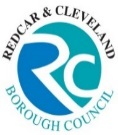 REDCAR & CLEVELAND
RC
BOROUGH COUNCIL